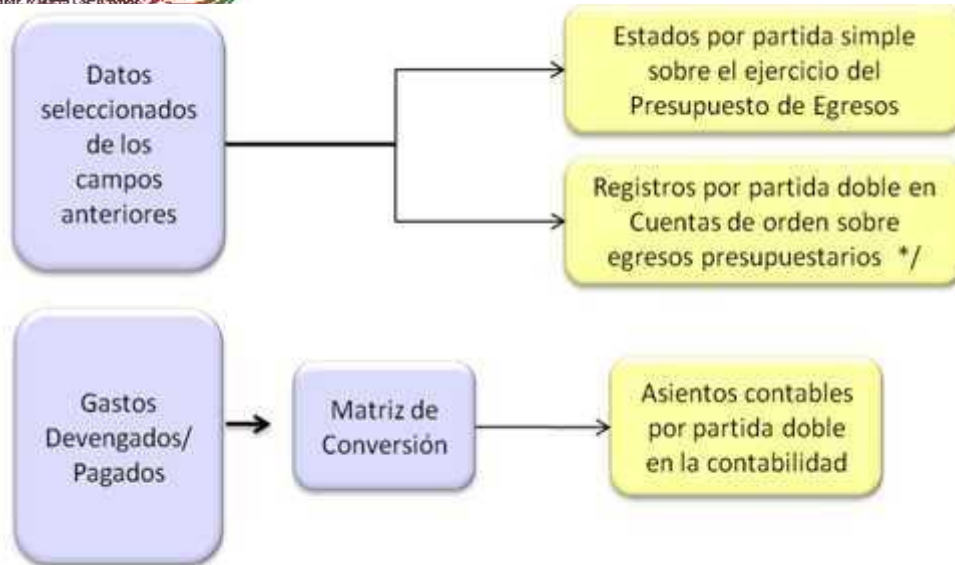 Datos
seleccionados
de los
campos
anteriores
Estados por partida simple
sobre el ejercicio del
Presupuesto de Egresos
Registros por partida doble en
Cuentas de orden sobre
egresos presupuestarios */
Gastos
Devengados/
Pagados
Matriz de
Conversión
Asientos contables
por partida doble
en la contabilidad